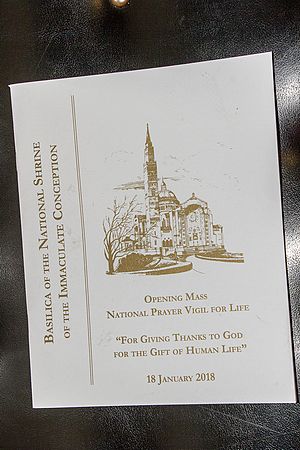 Basilica of the National Shrine
of the Immaculate Conception
Opening Mass
National Prayer Vigil for Life
“For Giving Thanks to God
for the Gift of Human Life”
18 January 2018